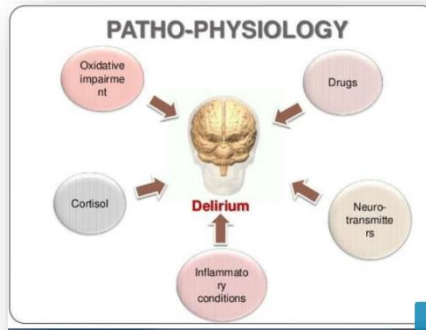 PATHO-PHYSIOLOGY
Oxidative
impairme
nt
Drugs
Cortisol
Delirium
Neuro-
transmitte
rs
Inflammato
ry
conditions